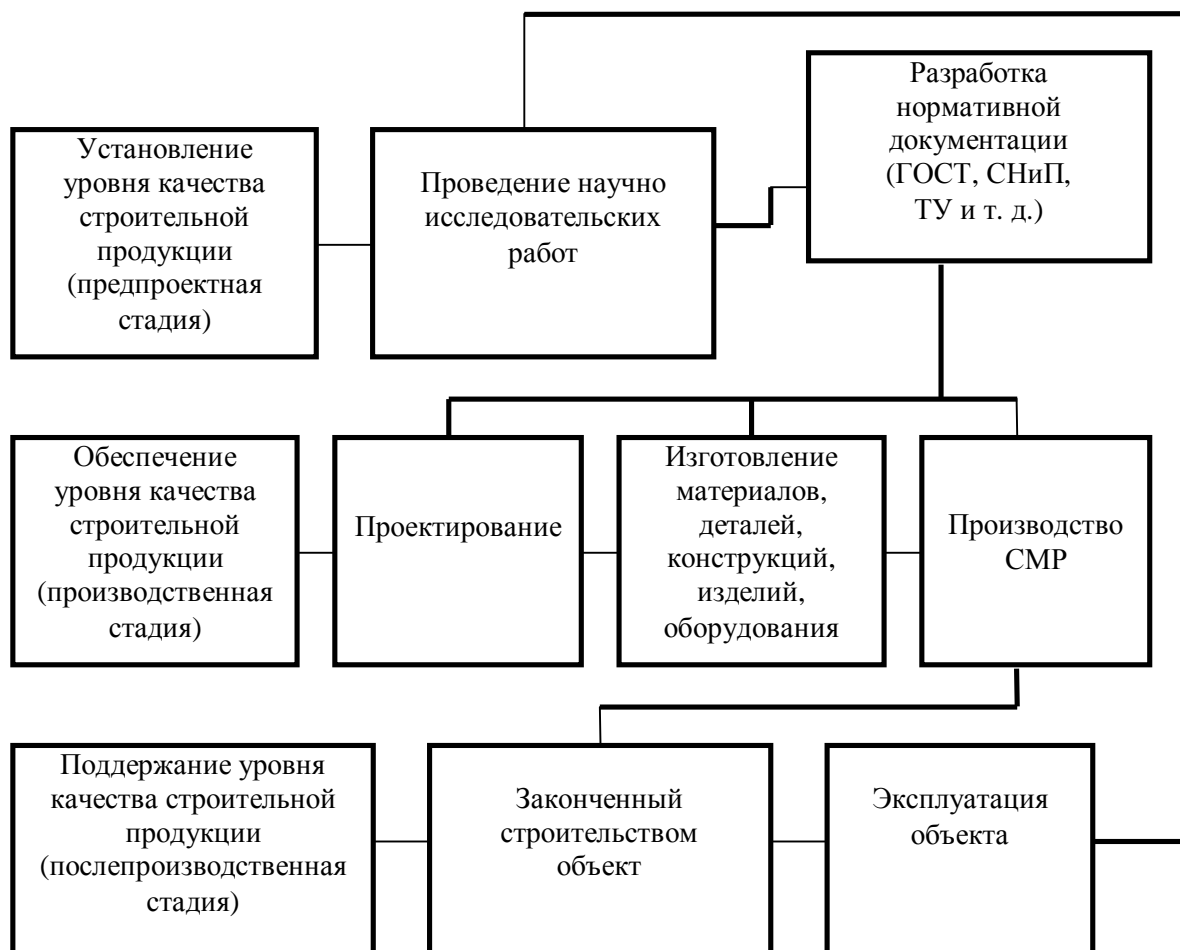 Установление
уровня качества
строительной
продукции
(предпроектная
стадия)
Проведение научно
исследовательских
работ
Разработка
нормативной
документации
(ГОСТ, СНиП,
ТУ и т. д.)
Обеспечение
уровня качества
строительной
продукции
(производственная
стадия)
Проектирование
Изготовление
материалов,
деталей,
конструкций,
изделий,
оборудования
Производство
СМР
Поддержание уровня
качества строительной
продукции
(послепроизводственная
стадия)
Законченный
строительством
объект
Эксплуатация
объекта